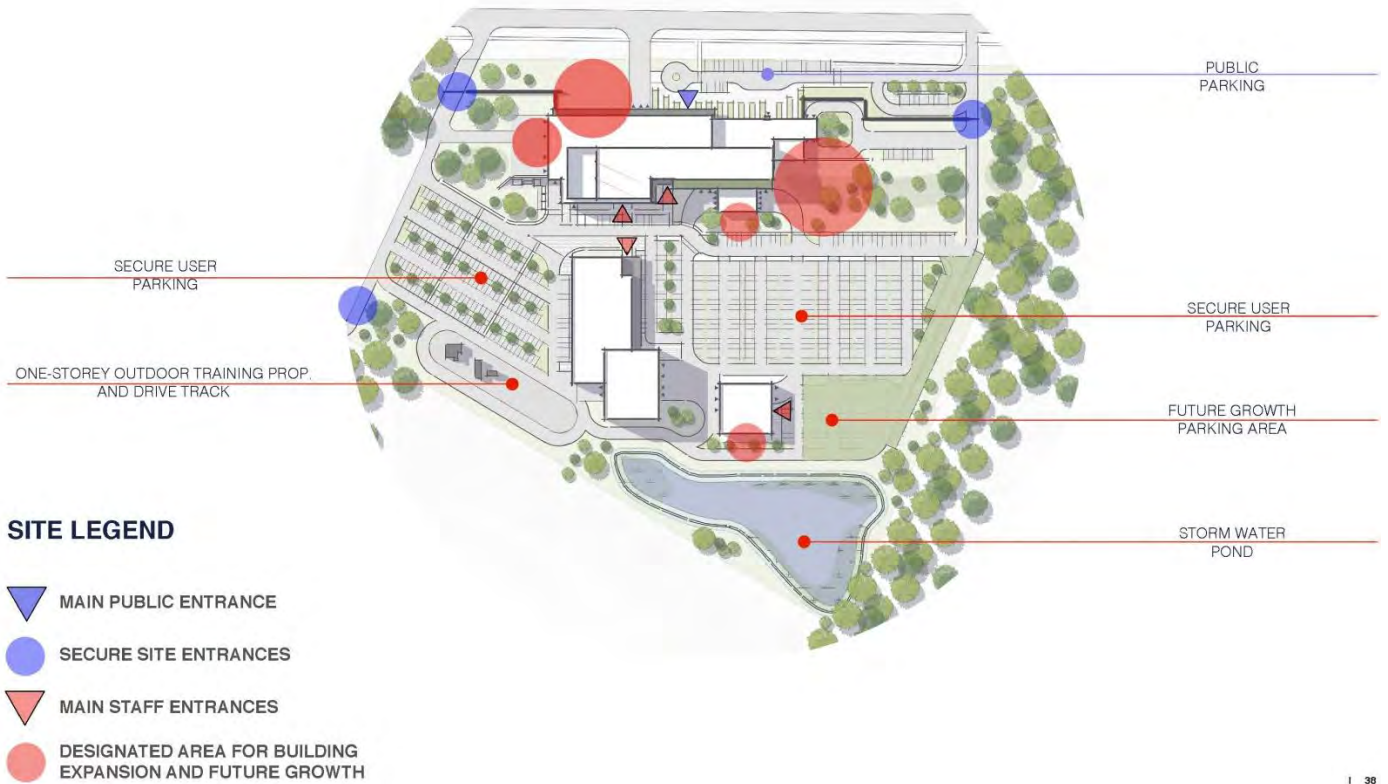 PUBLIC
PARKING
SECURE USER
PARKING
SECURE USER
PARKING
ONE-STOREY OUTDOOR TRAINING PROP.
AND DRIVE TRACK
FUTURE GROWTH
PARKING AREA
STORM WATER
POND
SITE LEGEND
MAIN PUBLIC ENTRANCE
SECURE SITE ENTRANCES
MAIN STAFF ENTRANCES
DESIGNATED AREA FOR BUILDING
EXPANSION AND FUTURE GROWTH
| 38